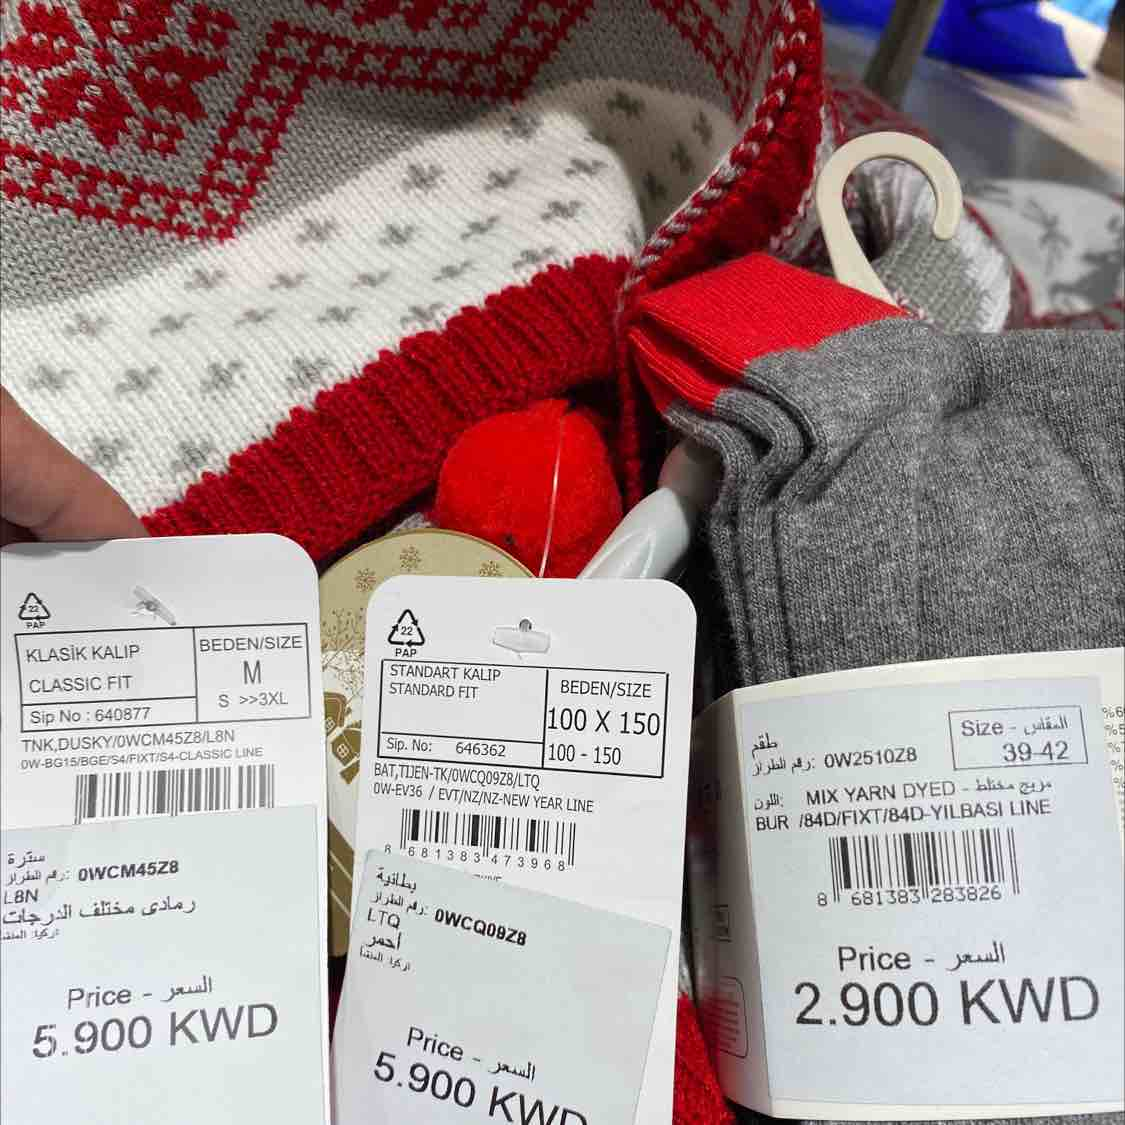 22
PAP
KLASİK KALIP
CLASSIC FIT
BEDEN/SIZE
M
S >>3XL
Sip No : 640877
TNK,DUSKY/0WCM45Z8/L8N
0W-BG15/BGE/S4/FIXT/S4-CLASSIC LINE
سترة
رقم الطراز: 0WCM45Z8
L8N
رمادي مختلف الدرجات
Price - السعر
5.900 KWD
22
PAP
STANDART KALIP
STANDARD FIT
BEDEN/SIZE
100 X 150
100 - 150
Sip. No: 646362
BAT,TIJEN-TK/0WCQ09Z8/LTQ
0W-EV36 / EVT/NZ/NZ-NEW YEAR LINE
8 681383 473968
بطانية
رقم الطراز: 0WCQ09Z8
LTQ
أحمر
Price - السعر
5.900 KWD
Size - المقاس
39-42
طقم
رقم الطراز: 0W2510Z8
اللون: MIX YARN DYED - مزيج مختلط
BUR /84D/FIXT/84D-YILBASI LINE
8 681383 283826
Price - السعر
2.900 KWD